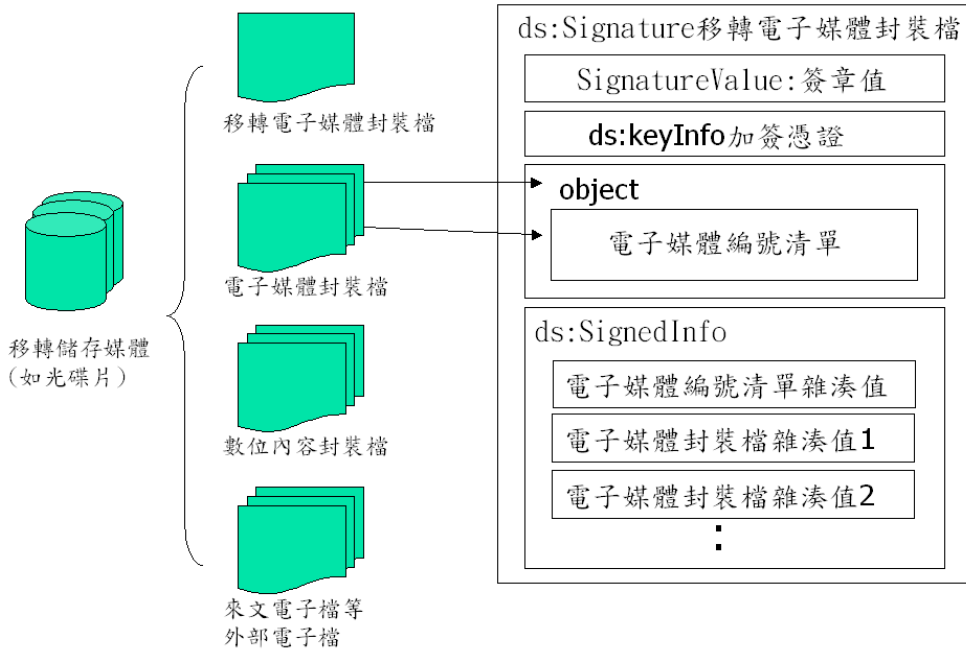 移轉儲存媒體
(如光碟片)
移轉電子媒體封裝檔
電子媒體封裝檔
數位內容封裝檔
來文電子檔等
外部電子檔
ds:Signature移轉電子媒體封裝檔
SignatureValue:簽章值
ds:keyInfo加簽憑證
object
電子媒體編號清單
ds:SignedInfo
電子媒體編號清單雜湊值
電子媒體封裝檔雜湊值1
電子媒體封裝檔雜湊值2
: